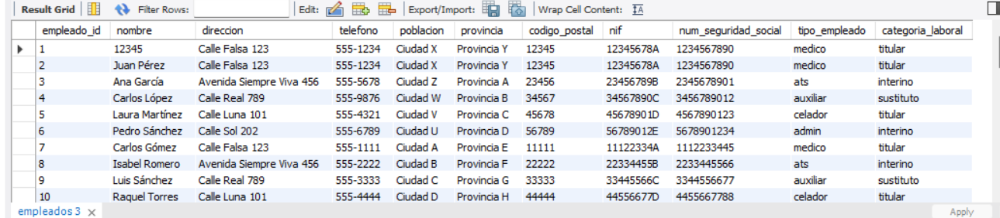 Result Grid Filter Rows: Edit: Export/Import: Wrap Cell Content: IA
empleado_id nombre direccion telefono poblacion provincia codigo_postal nif num_seguridad_social tipo_empleado categoria_laboral
1 12345 Calle Falsa 123 555-1234 Ciudad X Provincia Y 12345 12345678A 1234567890 medico titular
2 Juan Pérez Calle Falsa 123 555-1234 Ciudad X Provincia Y 12345 12345678A 1234567890 medico titular
3 Ana García Avenida Siempre Viva 456 555-5678 Ciudad Z Provincia A 23456 23456789B 2345678901 ats interino
4 Carlos López Calle Real 789 555-9876 Ciudad W Provincia B 34567 34567890C 3456789012 auxiliar sustituto
5 Laura Martínez Calle Luna 101 555-4321 Ciudad V Provincia C 45678 45678901D 4567890123 celador titular
6 Pedro Sánchez Calle Sol 202 555-6789 Ciudad U Provincia D 56789 56789012E 5678901234 admin interino
7 Carlos Gómez Calle Falsa 123 555-1111 Ciudad A Provincia E 11111 11122334A 1112233445 medico titular
8 Isabel Romero Avenida Siempre Viva 456 555-2222 Ciudad B Provincia F 22222 22334455B 2233445566 ats interino
9 Luis Sánchez Calle Real 789 555-3333 Ciudad C Provincia G 33333 33445566C 3344556677 auxiliar sustituto
10 Raquel Torres Calle Luna 101 555-4444 Ciudad D Provincia H 44444 44556677D 4455667788 celador titular
empleados 3 Apply